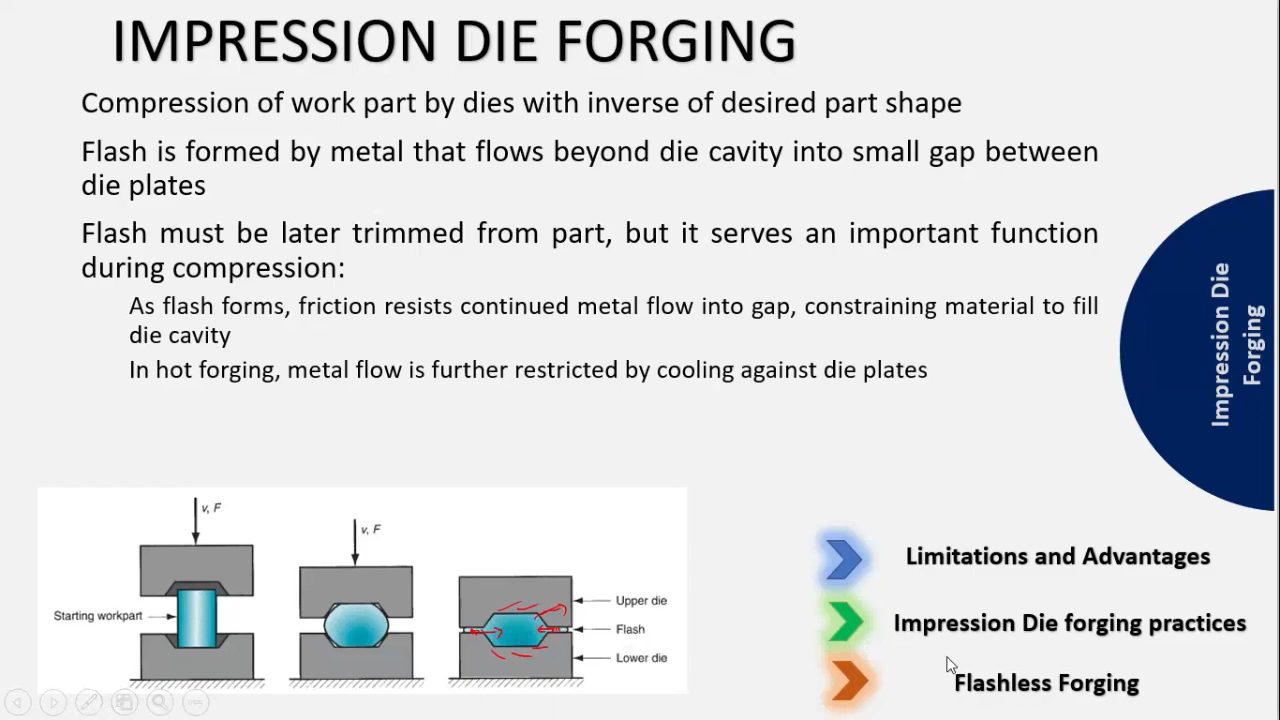 IMPRESSION DIE FORGING
Compression of work part by dies with inverse of desired part shape
Flash is formed by metal that flows beyond die cavity into small gap between
die plates
Flash must be later trimmed from part, but it serves an important function
during compression:
As flash forms, friction resists continued metal flow into gap, constraining material to fill
die cavity
In hot forging, metal flow is further restricted by cooling against die plates
Impression Die
Forging
v, F
v, F
Starting workpart
Upper die
Flash
Lower die
Limitations and Advantages
Impression Die forging practices
Flashless Forging